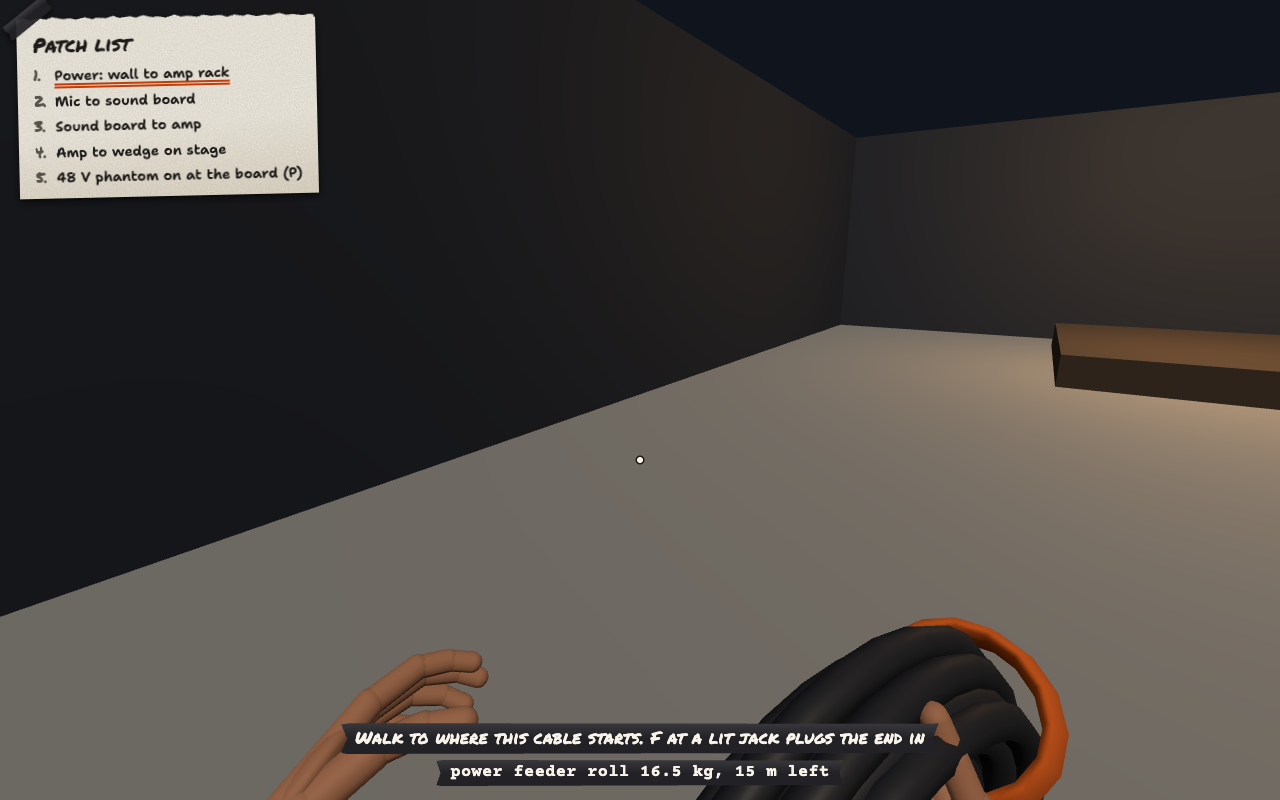 Patch list
1. Power: wall to amp rack
2. Mic to sound board
3. Sound board to amp
4. Amp to wedge on stage
5. 48 V phantom on at the board (P)
Walk to where this cable starts. F at a lit jack plugs the end in
power feeder roll 16.5 kg, 15 m left